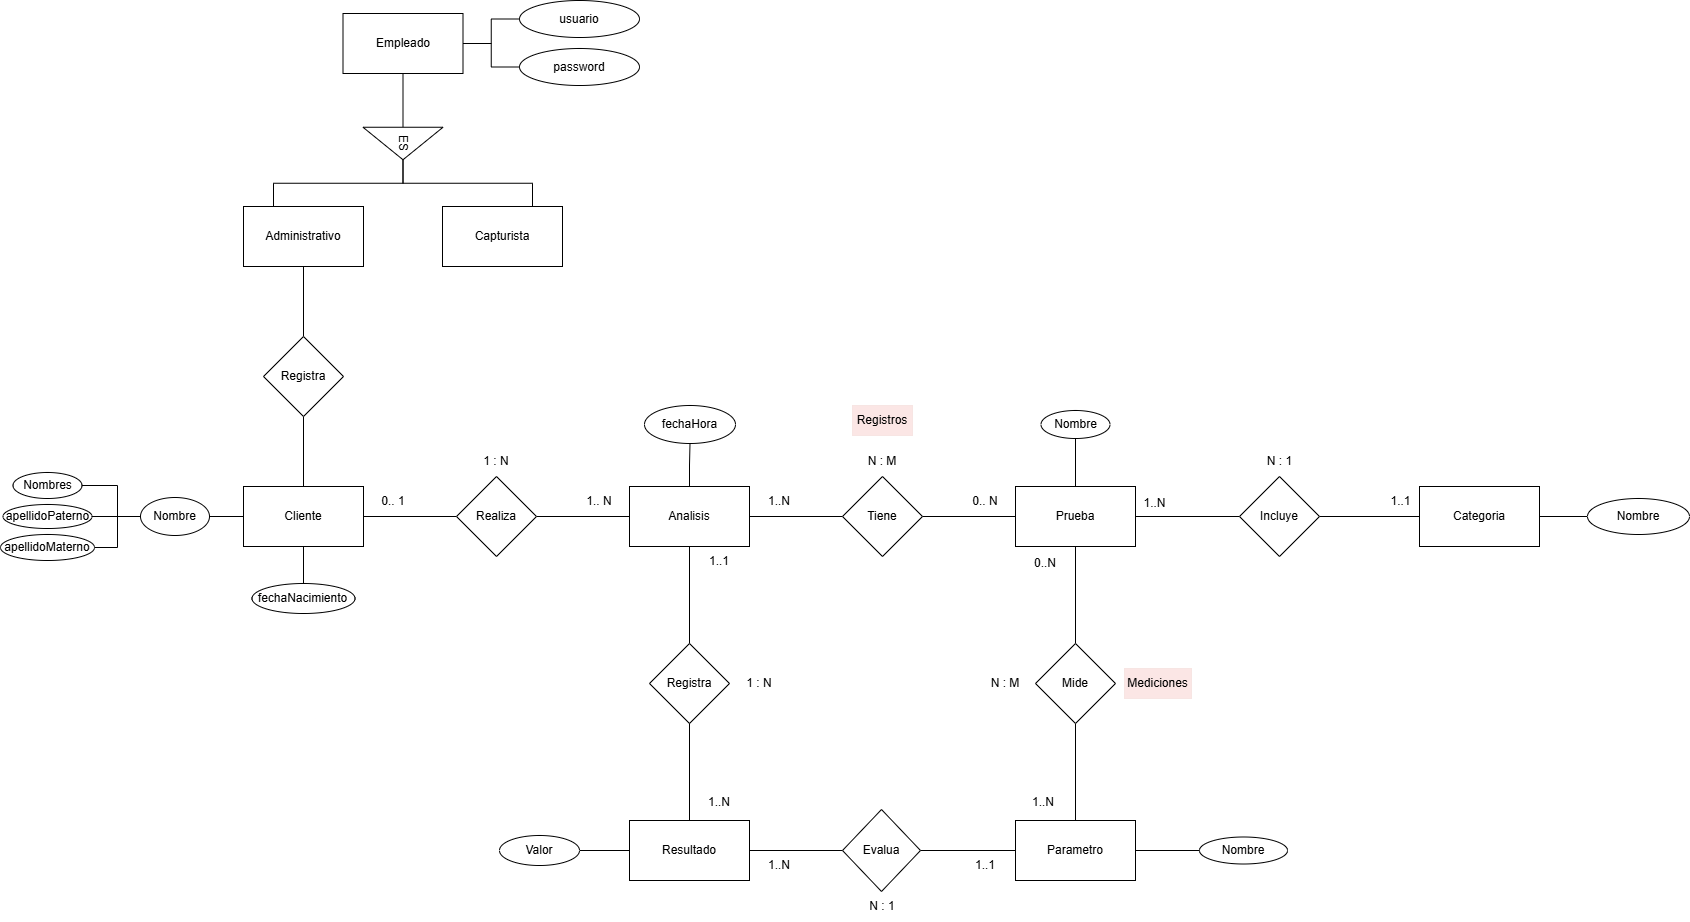 usuario
Empleado
password
ES
Administrativo
Capturista
Registra
fechaHora
Registros
Nombre
1 : N
N : M
N : 1
Nombres
0.. 1
1.. N
1..N
0.. N
1..N
1..1
apellidoPaterno
Nombre
Cliente
Realiza
Analisis
Tiene
Prueba
Incluye
Categoria
Nombre
apellidoMaterno
1..1
0..N
fechaNacimiento
Registra
1 : N
N : M
Mide
Mediciones
1..N
1..N
Valor
Resultado
Evalua
Parametro
Nombre
1..N
1..1
N : 1